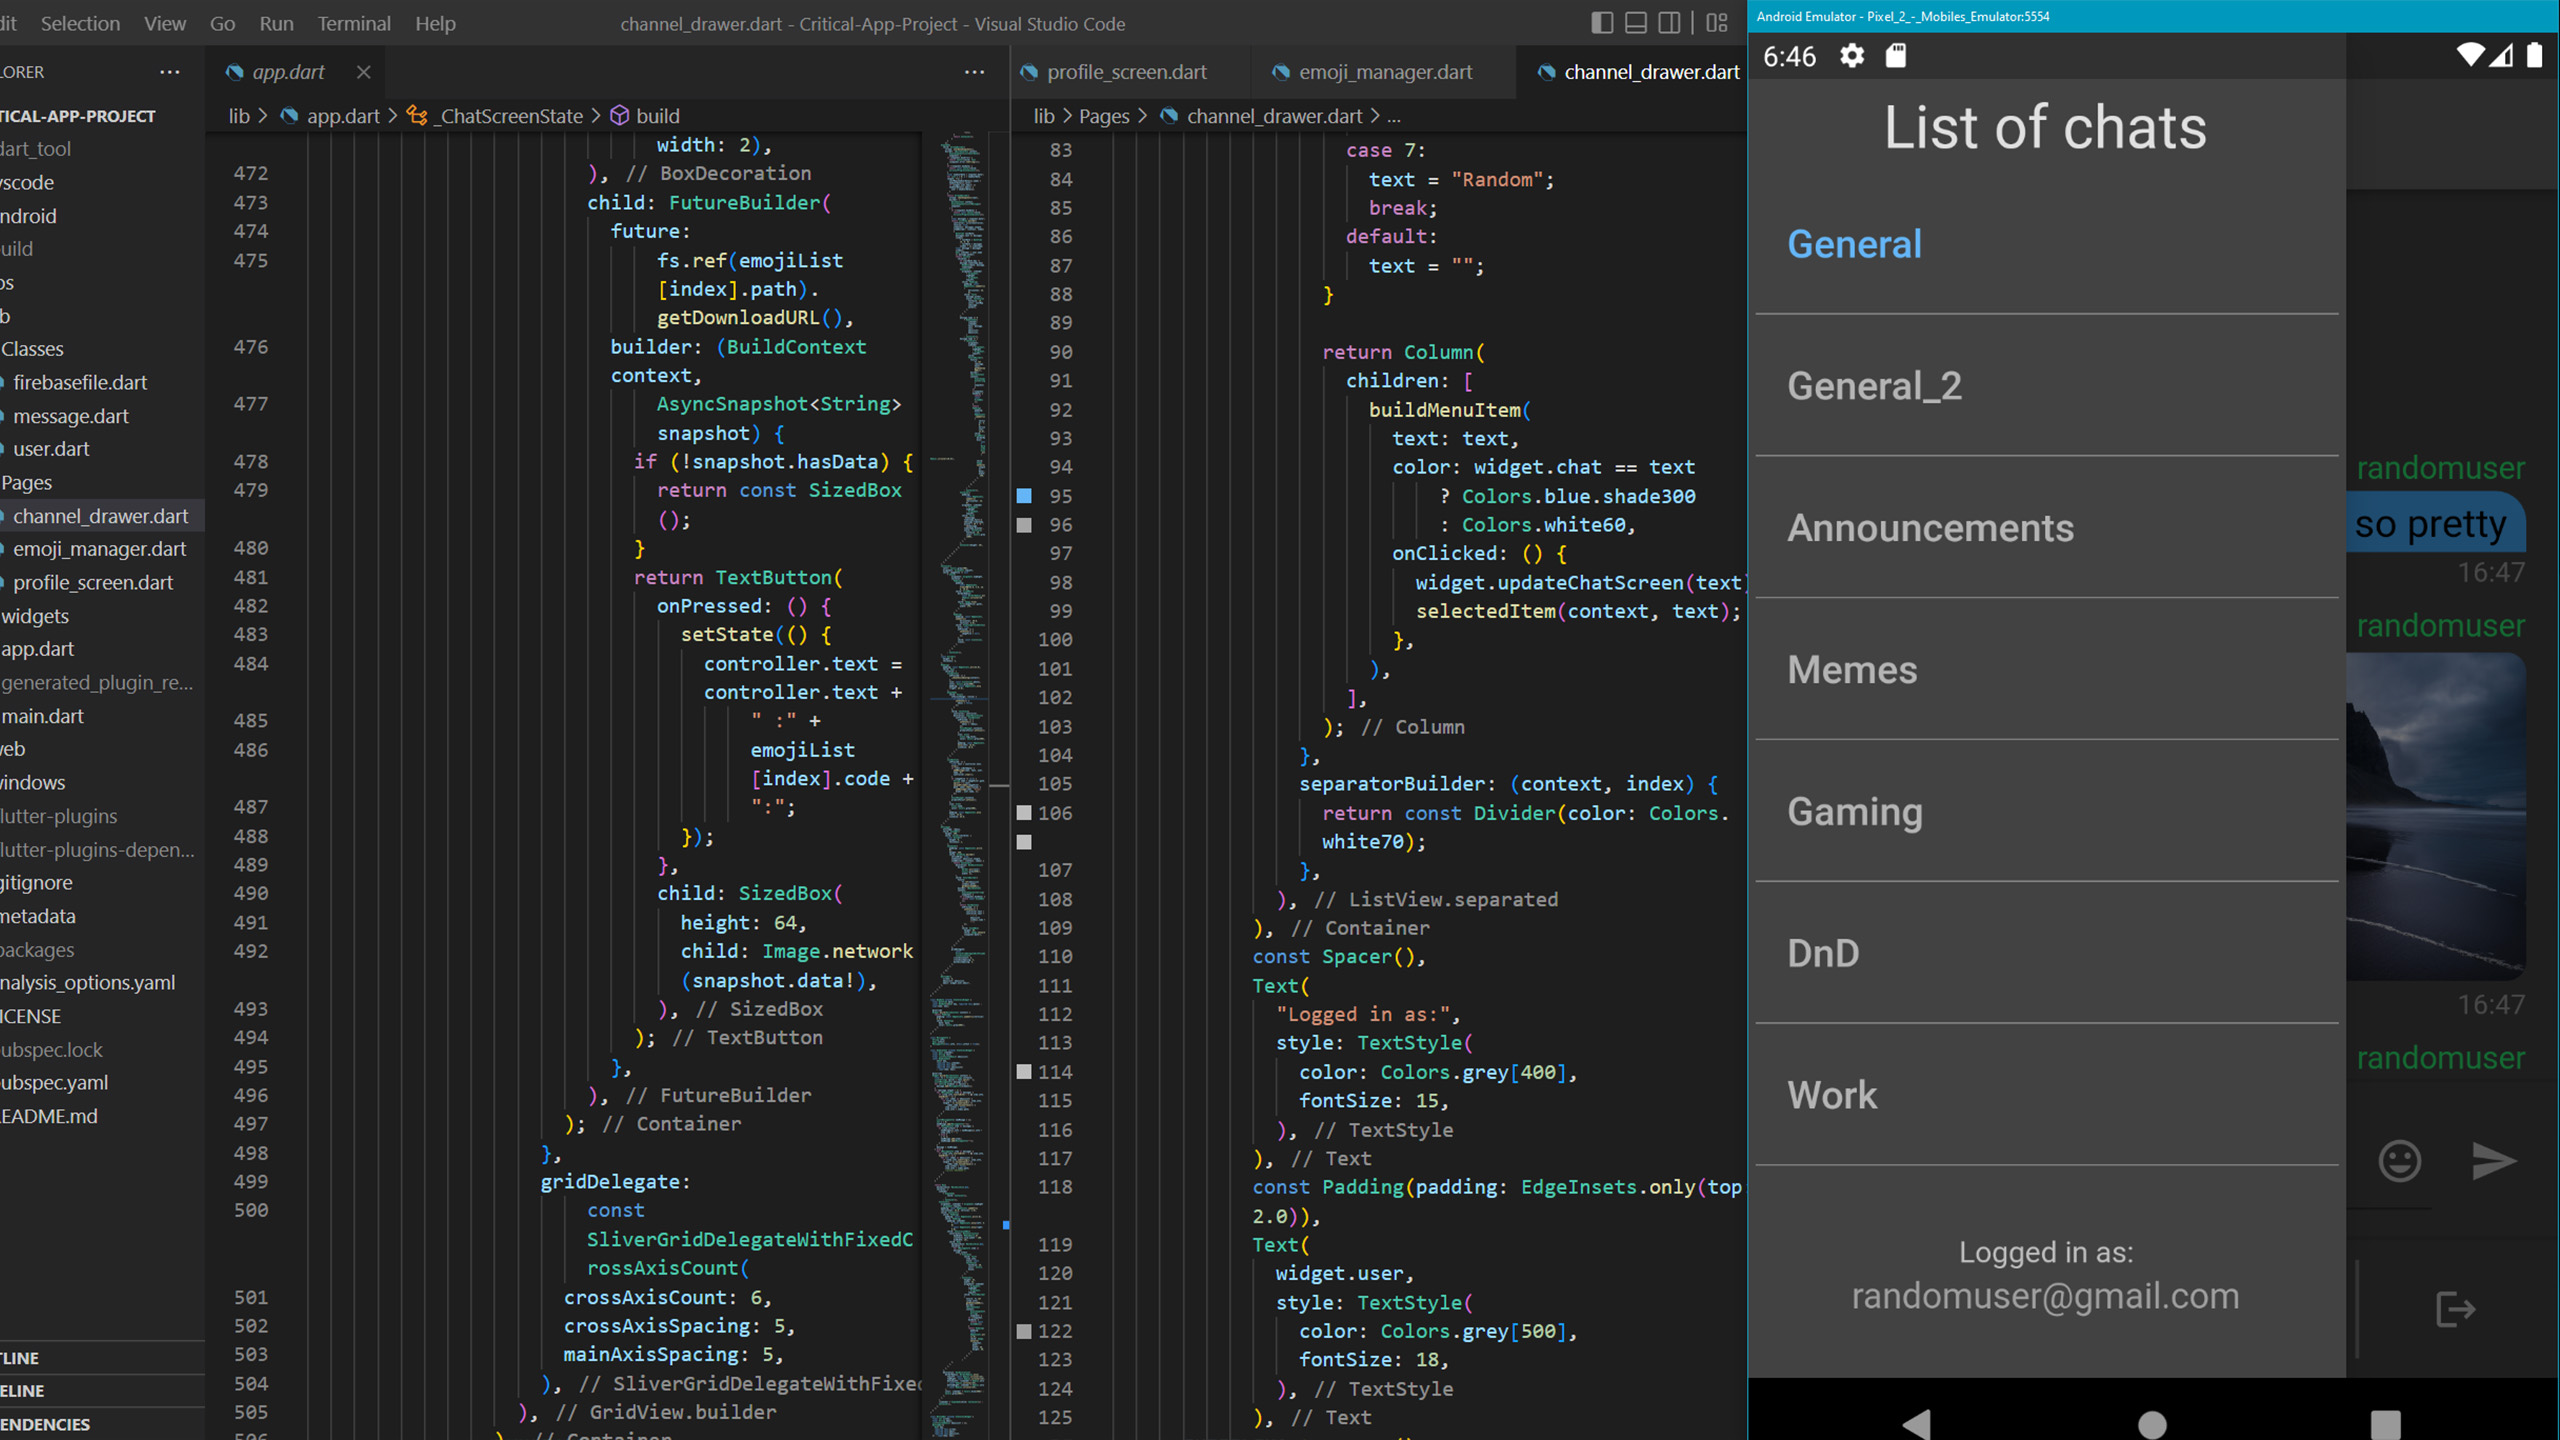 dit Selection View Go Run Terminal Help
channel_drawer.dart - Critical-App-Project - Visual Studio Code
LORER ...
TICAL-APP-PROJECT
dart_tool
vscode
ndroid
uild
os
b
Classes
firebasefile.dart
message.dart
user.dart
Pages
channel_drawer.dart
emoji_manager.dart
profile_screen.dart
widgets
app.dart
generated_plugin_re...
main.dart
web
windows
lutter-plugins
lutter-plugins-depen...
gitignore
metadata
packages
nalysis_options.yaml
ICENSE
ubspec.lock
ubspec.yaml
EADME.md
TLINE
ELINE
ENDENCIES
app.dart
lib > app.dart > _ChatScreenState > build
width: 2),
472 ), // BoxDecoration
473 child: FutureBuilder(
474 future:
475 fs.ref(emojiList
[index].path).
getDownloadURL(),
476 builder: (BuildContext
context,
477 AsyncSnapshot<String>
snapshot) {
478 if (!snapshot.hasData) {
479 return const SizedBox
();
480 }
481 return TextButton(
482 onPressed: () {
483 setState(() {
484 controller.text =
controller.text +
485 " :" +
486 emojiList
[index].code +
487 ":";
488 });
489 },
490 child: SizedBox(
491 height: 64,
492 child: Image.network
(snapshot.data!),
493 ), // SizedBox
494 ); // TextButton
495 },
496 ), // FutureBuilder
497 ); // Container
498 },
499 gridDelegate:
500 const
SliverGridDelegateWithFixedC
rossAxisCount(
501 crossAxisCount: 6,
502 crossAxisSpacing: 5,
503 mainAxisSpacing: 5,
504 ), // SliverGridDelegateWithFixed
505 ), // GridView.builder
506 ), // Container
profile_screen.dart emoji_manager.dart channel_drawer.dart
lib > Pages > channel_drawer.dart > ...
83 case 7:
84 text = "Random";
85 break;
86 default:
87 text = "";
88 }
89
90 return Column(
91 children: [
92 buildMenuItem(
93 text: text,
94 color: widget.chat == text
95 ? Colors.blue.shade300
96 : Colors.white60,
97 onClicked: () {
98 widget.updateChatScreen(text)
99 selectedItem(context, text);
100 },
101 ),
102 ],
103 ); // Column
104 },
105 separatorBuilder: (context, index) {
106 return const Divider(color: Colors.
white70);
107 },
108 ), // ListView.separated
109 ), // Container
110 const Spacer(),
111 Text(
112 "Logged in as:",
113 style: TextStyle(
114 color: Colors.grey[400],
115 fontSize: 15,
116 ), // TextStyle
117 ), // Text
118 const Padding(padding: EdgeInsets.only(top
2.0)),
119 Text(
120 widget.user,
121 style: TextStyle(
122 color: Colors.grey[500],
123 fontSize: 18,
124 ), // TextStyle
125 ), // Text
Android Emulator - Pixel_2_-_Mobiles_Emulator:5554
6:46
List of chats
General
General_2
Announcements
Memes
Gaming
DnD
Work
Logged in as:
randomuser@gmail.com
randomuser
so pretty
16:47
randomuser
16:47
randomuser